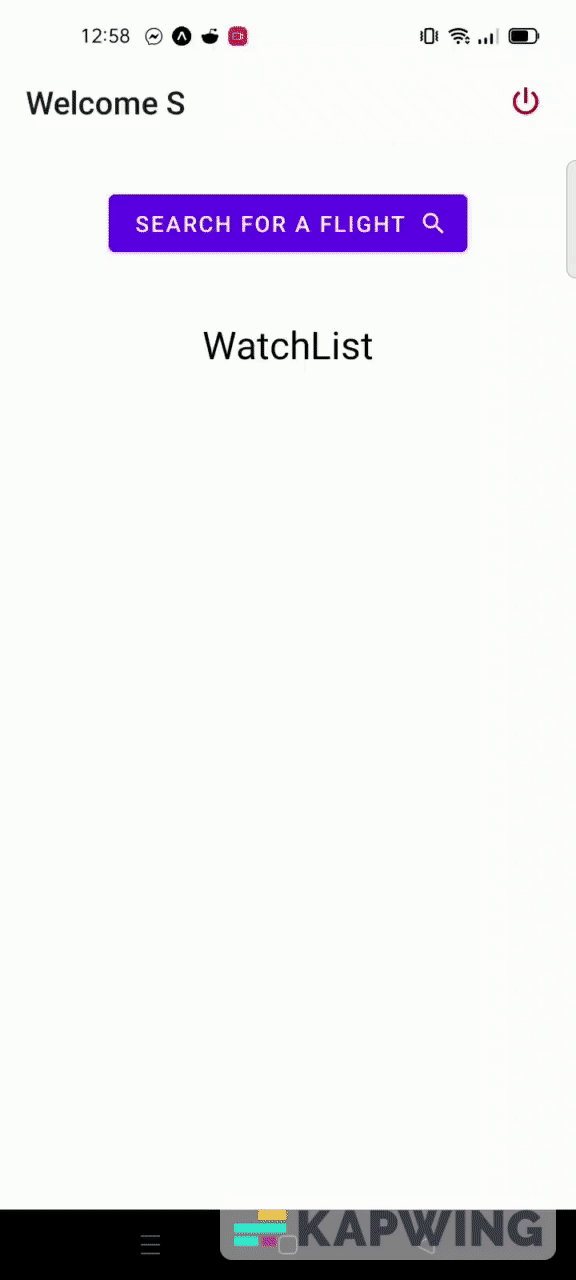 12:58
Welcome S
SEARCH FOR A FLIGHT
WatchList
KAPWING